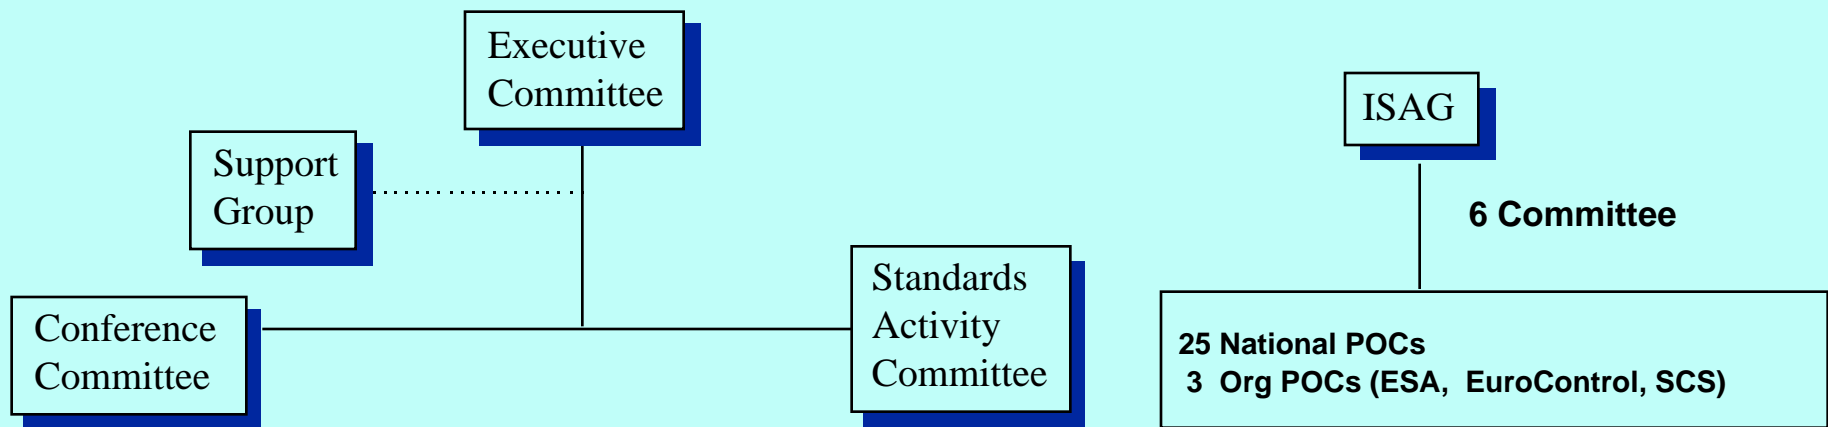 Executive
Committee
Support
Group
Conference
Committee
Standards
Activity
Committee
ISAG
6 Committee
25 National POCs
3 Org POCs (ESA, EuroControl, SCS)